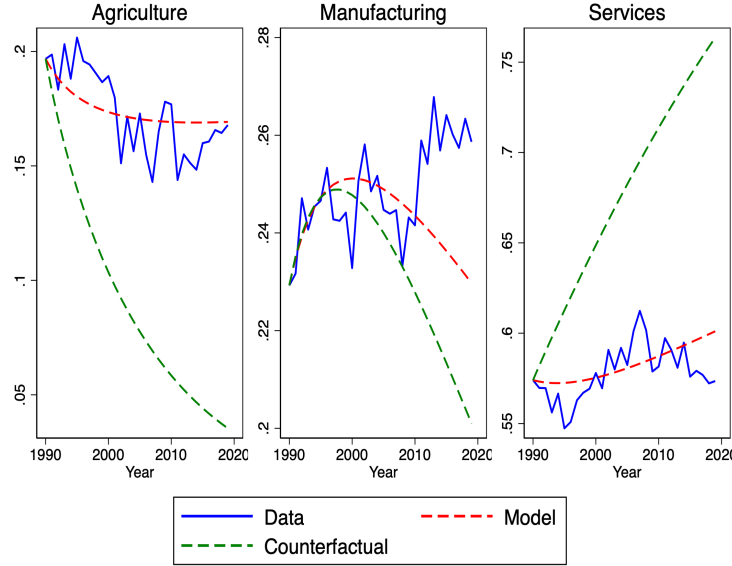 Agriculture Manufacturing Services
.2
.15
.1
.05
1990 2000 2010 2020
Year
.28
.26
.24
.22
.2
1990 2000 2010 2020
Year
.75
.7
.65
.6
.55
1990 2000 2010 2020
Year
Data Model
Counterfactual